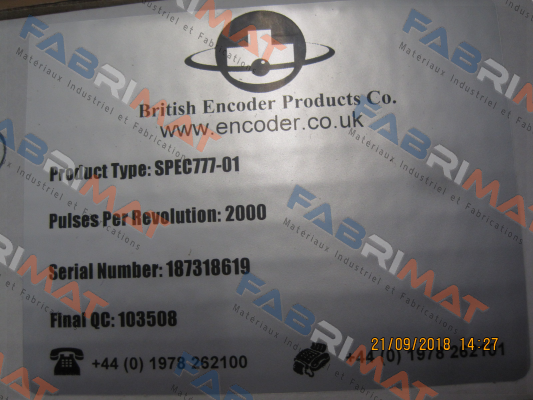 British Encoder Products Co.
www.encoder.co.uk
Product Type: SPEC777-01
Pulses Per Revolution: 2000
Serial Number: 187318619
Final QC: 103508
+44 (0) 1978 262100
+44 (0) 1978 262101
21/09/2018 14:27
FABRIMAT
Materiaux Industriel et Fabrications